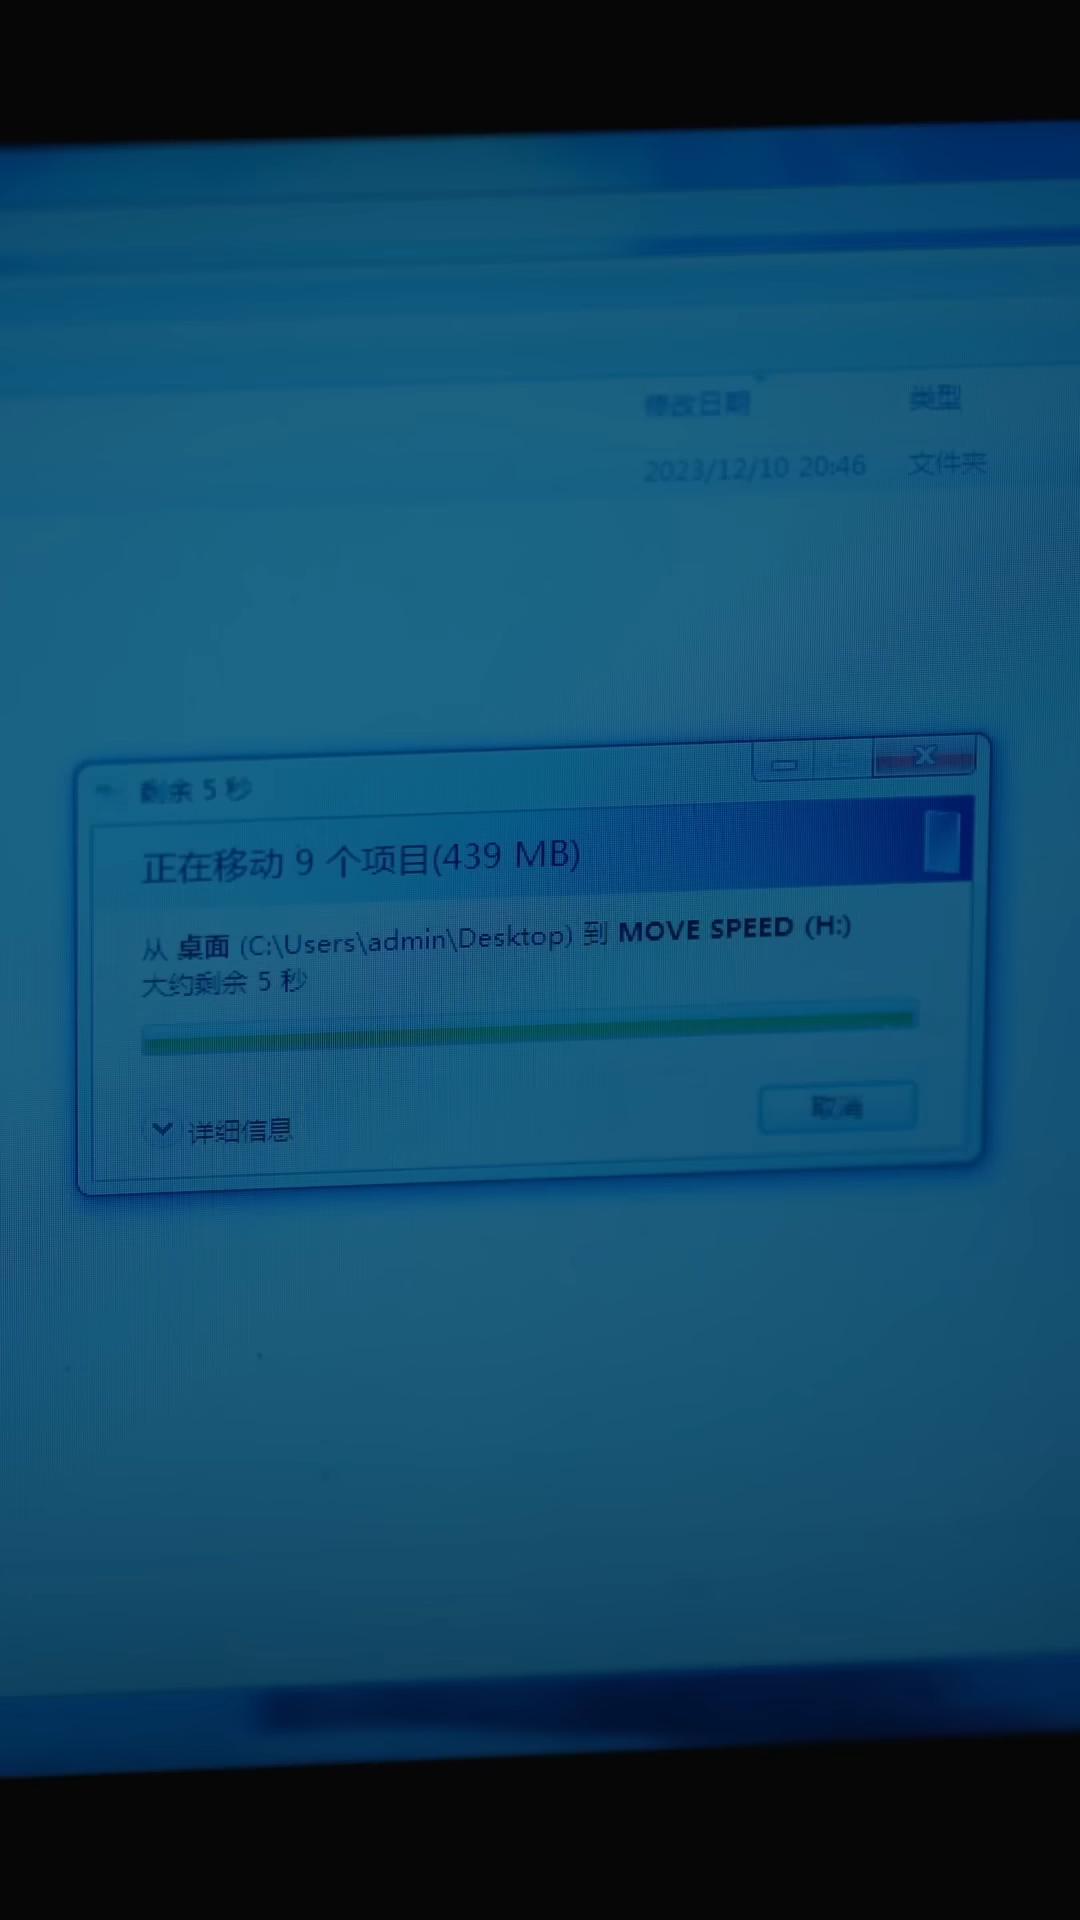 修改日期 类型
2023/12/10 20:46 文件夹
剩余 5 秒
正在移动 9 个项目(439 MB)
从 桌面 (C:\Users\admin\Desktop) 到 MOVE SPEED (H:)
大约剩余 5 秒
详细信息
取消